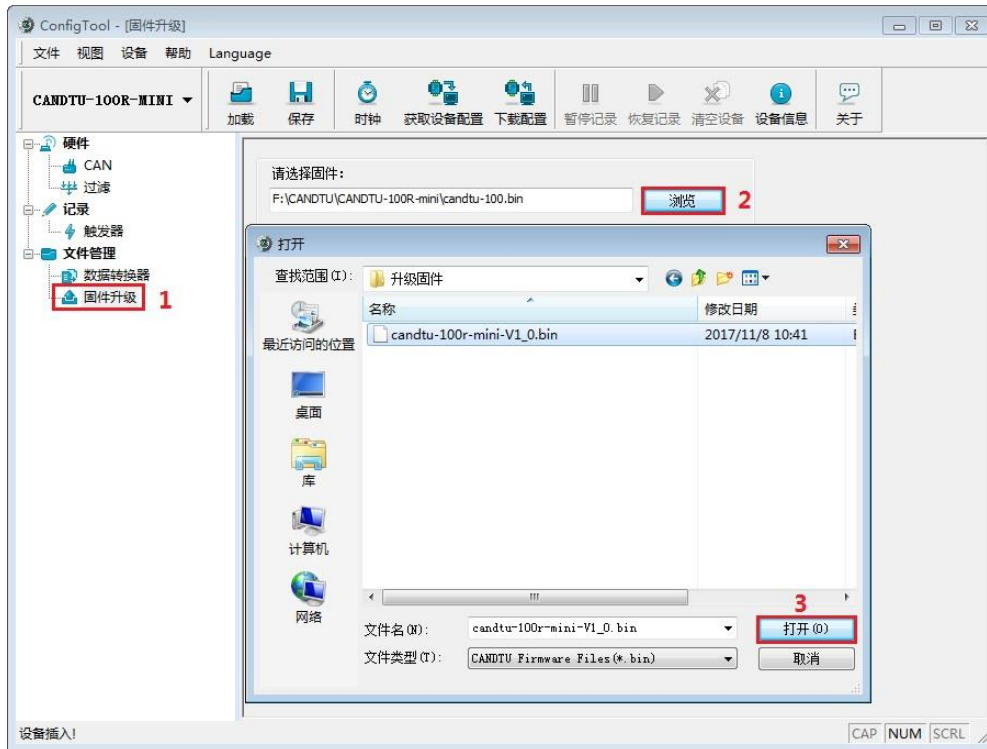 ConfigTool - [固件升级]
文件 视图 设备 帮助 Language
CANDTU-100R-MINI
加载 保存 时钟 获取设备配置 下载配置 暂停记录 恢复记录 清空设备 设备信息 关于
硬件
CAN
过滤
记录
触发器
文件管理
数据转换器
固件升级 1
请选择固件:
F:\CANDTU\CANDTU-100R-mini\candtu-100.bin 浏览 2
打开
查找范围(I): 升级固件
名称 修改日期
candtu-100r-mini-V1_0.bin 2017/11/8 10:41
最近访问的位置
桌面
库
计算机
网络
3
文件名(N): candtu-100r-mini-V1_0.bin 打开(O)
文件类型(T): CANDTU Firmware Files(*.bin) 取消
设备插入! CAP NUM SCRL